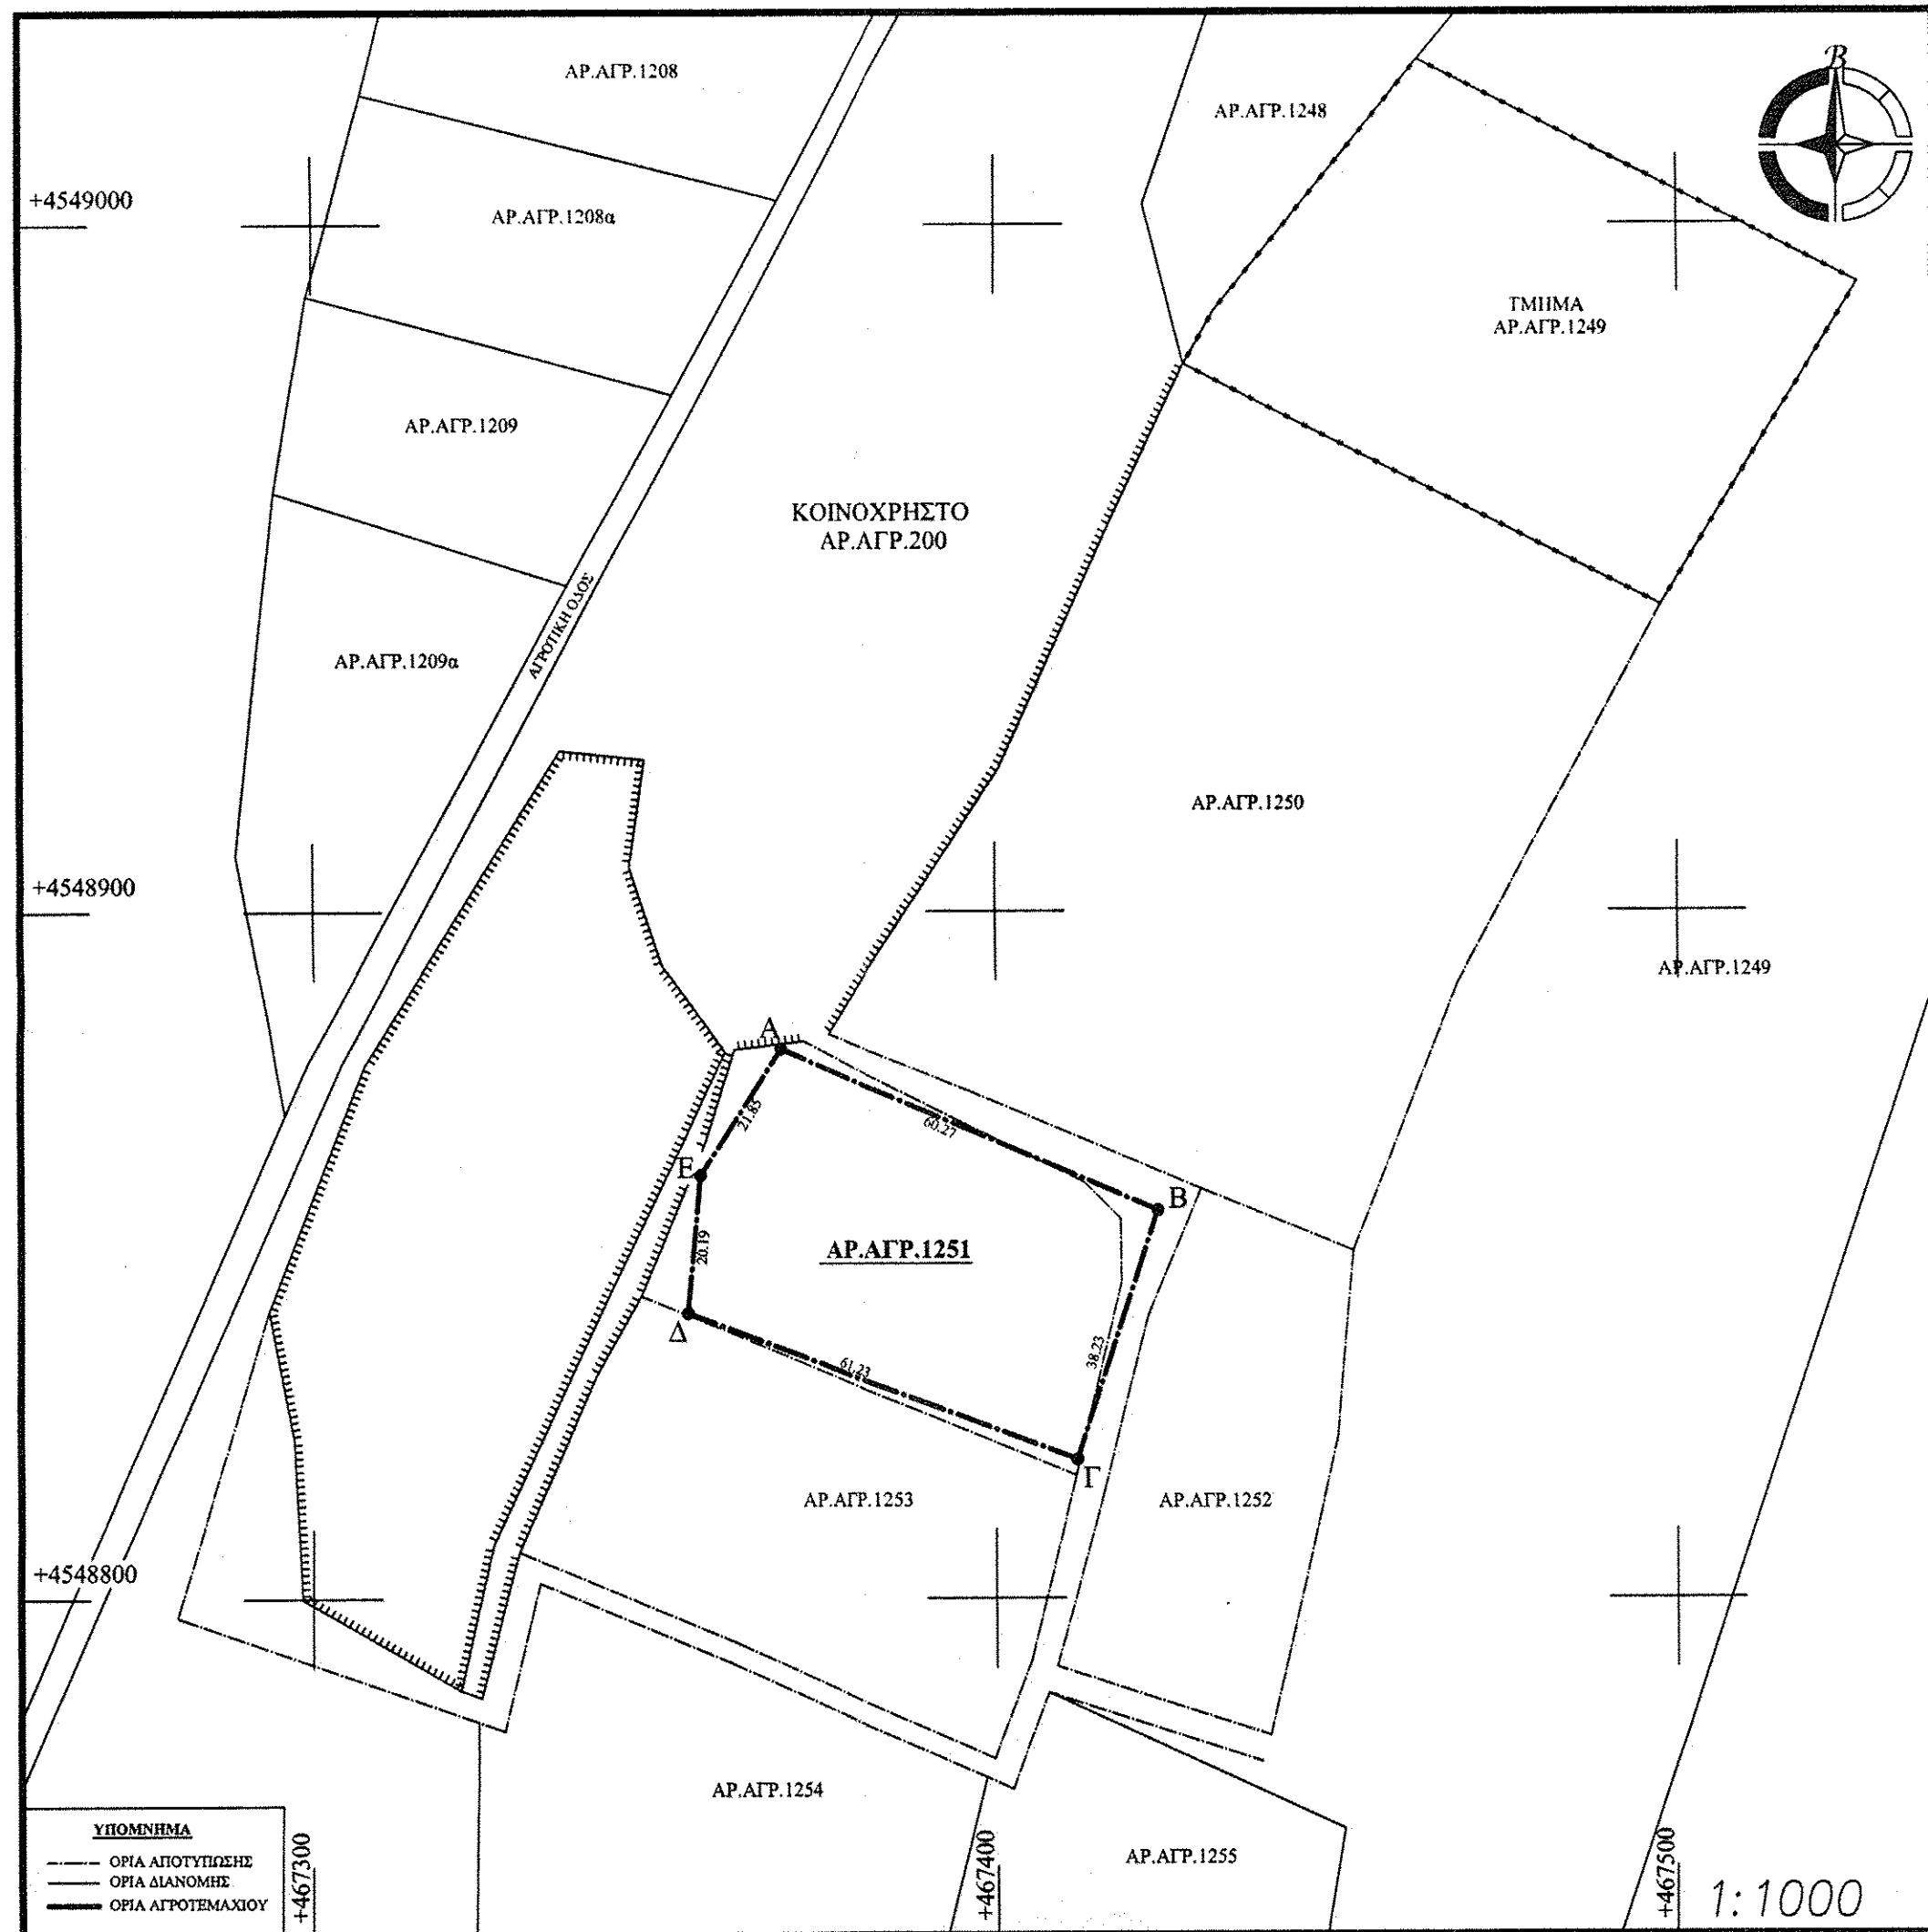 Β
ΑΡ.ΑΓΡ.1208
ΑΡ.ΑΓΡ.1248
+4549000
ΑΡ.ΑΓΡ.1208α
ΤΜΗΜΑ
ΑΡ.ΑΓΡ.1249
ΑΡ.ΑΓΡ.1209
ΚΟΙΝΟΧΡΗΣΤΟ
ΑΡ.ΑΓΡ.200
ΑΓΡΟΤΙΚΗ ΟΔΟΣ
ΑΡ.ΑΓΡ.1209α
ΑΡ.ΑΓΡ.1250
+4548900
ΑΡ.ΑΓΡ.1249
Α
21.85
60.27
Ε
Β
20.19
ΑΡ.ΑΓΡ.1251
Δ
38.23
61.23
Γ
ΑΡ.ΑΓΡ.1253
ΑΡ.ΑΓΡ.1252
+4548800
ΑΡ.ΑΓΡ.1254
ΑΡ.ΑΓΡ.1255
ΥΠΟΜΝΗΜΑ
ΟΡΙΑ ΑΠΟΤΥΠΩΣΗΣ
ΟΡΙΑ ΔΙΑΝΟΜΗΣ
ΟΡΙΑ ΑΓΡΟΤΕΜΑΧΙΟΥ
+467300
+467400
+467500
1:1000